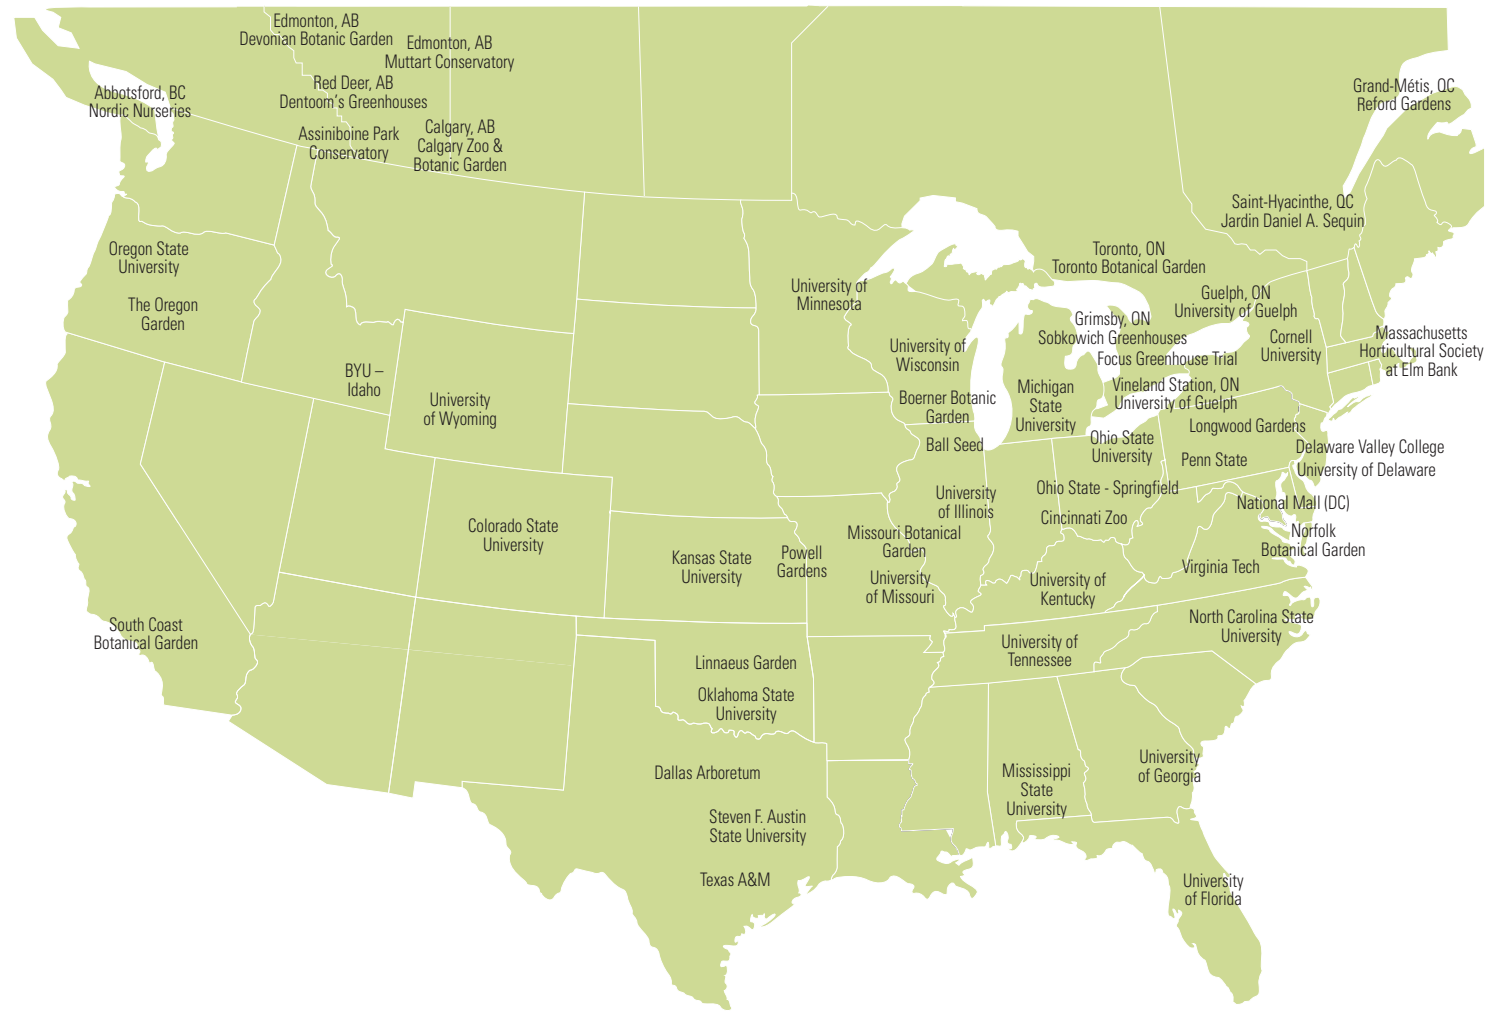 Edmonton, AB
Devonian Botanic Garden
Edmonton, AB
Muttart Conservatory
Red Deer, AB
Dentoom's Greenhouses
Abbotsford, BC
Nordic Nurseries
Assiniboine Park
Conservatory
Calgary, AB
Calgary Zoo &
Botanic Garden
Grand-Métis, QC
Reford Gardens
Saint-Hyacinthe, QC
Jardin Daniel A. Sequin
Oregon State
University
The Oregon
Garden
Toronto, ON
Toronto Botanical Garden
University of
Minnesota
Guelph, ON
University of Guelph
Grimsby, ON
Sobkowich Greenhouses
Focus Greenhouse Trial
Cornell
University
Massachusetts
Horticultural Society
at Elm Bank
University of
Wisconsin
BYU –
Idaho
University
of Wyoming
Boerner Botanic
Garden
Michigan
State
University
Vineland Station, ON
University of Guelph
Longwood Gardens
Ball Seed
Ohio State
University
Penn State
Delaware Valley College
University of Delaware
University
of Illinois
Ohio State - Springfield
Cincinnati Zoo
National Mall (DC)
Norfolk
Botanical Garden
Colorado State
University
Kansas State
University
Powell
Gardens
Missouri Botanical
Garden
University
of Missouri
University of
Kentucky
Virginia Tech
South Coast
Botanical Garden
North Carolina State
University
Linnaeus Garden
Oklahoma State
University
University of
Tennessee
Dallas Arboretum
Steven F. Austin
State University
Texas A&M
Mississippi
State
University
University
of Georgia
University
of Florida